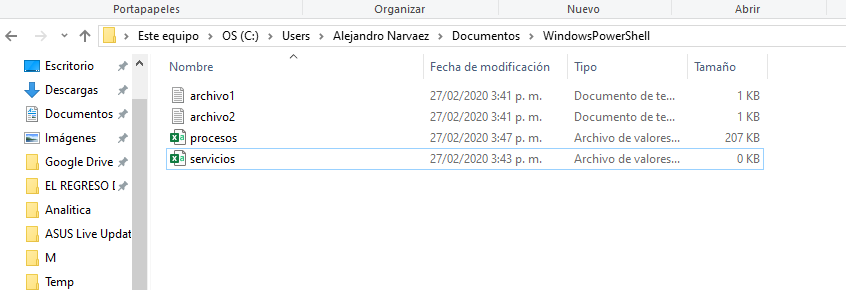 Portapapeles Organizar Nuevo Abrir
Este equipo > OS (C:) > Users > Alejandro Narvaez > Documentos > WindowsPowerShell
Nombre Fecha de modificación Tipo Tamaño
Escritorio
Descargas
Documentos
Imágenes
Google Drive
EL REGRESO D
Analitica
ASUS Live Updat
M
Temp
archivo1 27/02/2020 3:41 p. m. Documento de te... 1 KB
archivo2 27/02/2020 3:41 p. m. Documento de te... 1 KB
procesos 27/02/2020 3:47 p. m. Archivo de valores... 207 KB
servicios 27/02/2020 3:43 p. m. Archivo de valores... 0 KB